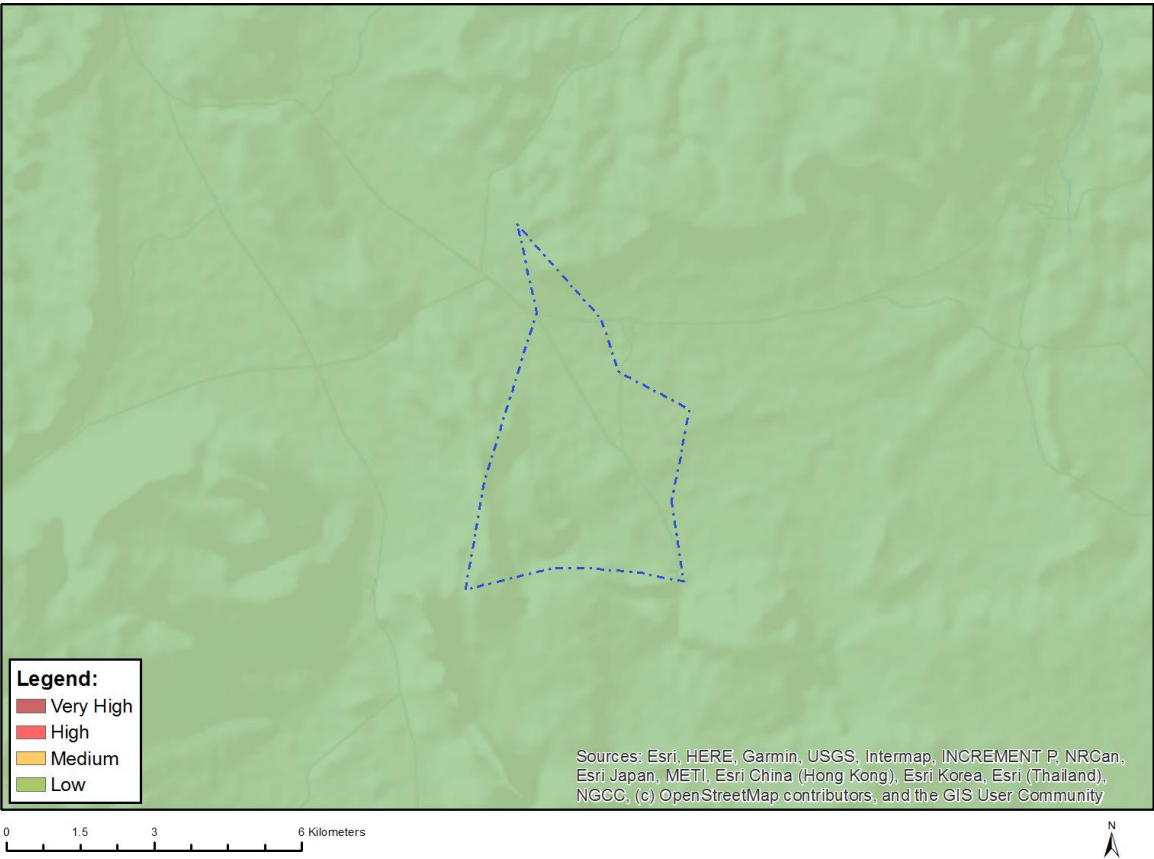 Legend:
Very High
High
Medium
Low
Sources: Esri, HERE, Garmin, USGS, Intermap, INCREMENT P, NRCan,
Esri Japan, METI, Esri China (Hong Kong), Esri Korea, Esri (Thailand),
NGCC, (c) OpenStreetMap contributors, and the GIS User Community
0 1.5 3 6 Kilometers
N